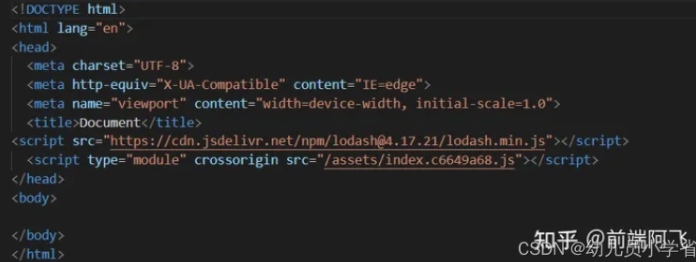 <!DOCTYPE html>
<html lang="en">
<head>
<meta charset="UTF-8">
<meta http-equiv="X-UA-Compatible" content="IE=edge">
<meta name="viewport" content="width=device-width, initial-scale=1.0">
<title>Document</title>
<script src="https://cdn.jsdelivr.net/npm/lodash@4.17.21/lodash.min.js"></script>
<script type="module" crossorigin src="/assets/index.c6649a68.js"></script>
</head>
<body>
</body>
</html>
知乎 @前端阿飞
CSDN @幼儿员小学省